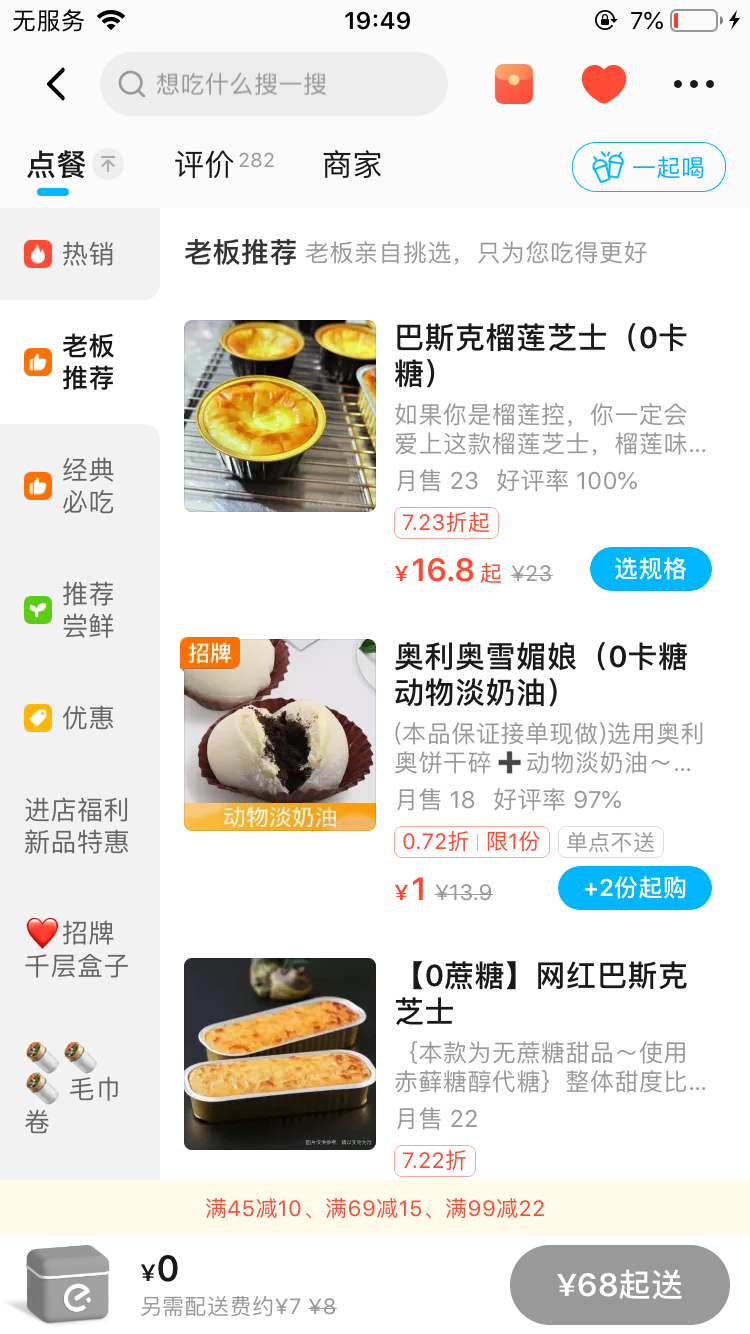 无服务
19:49
7%
想吃什么搜一搜
点餐
评价 282
商家
一起喝
热销
老板
推荐
经典
必吃
推荐
尝鲜
优惠
进店福利
新品特惠
招牌
千层盒子
毛巾
卷
老板推荐 老板亲自挑选，只为您吃得更好
巴斯克榴莲芝士（0卡
糖）
如果你是榴莲控，你一定会
爱上这款榴莲芝士，榴莲味...
月售 23 好评率 100%
7.23折起
¥16.8 起 ¥23
选规格
招牌
动物淡奶油
奥利奥雪媚娘（0卡糖
动物淡奶油）
(本品保证接单现做)选用奥利
奥饼干碎➕动物淡奶油～...
月售 18 好评率 97%
0.72折 限1份 单点不送
¥1 ¥13.9
+2份起购
【0蔗糖】网红巴斯克
芝士
｛本款为无蔗糖甜品～使用
赤藓糖醇代糖｝整体甜度比...
月售 22
7.22折
满45减10、满69减15、满99减22
¥0
另需配送费约¥7 ¥8
¥68起送